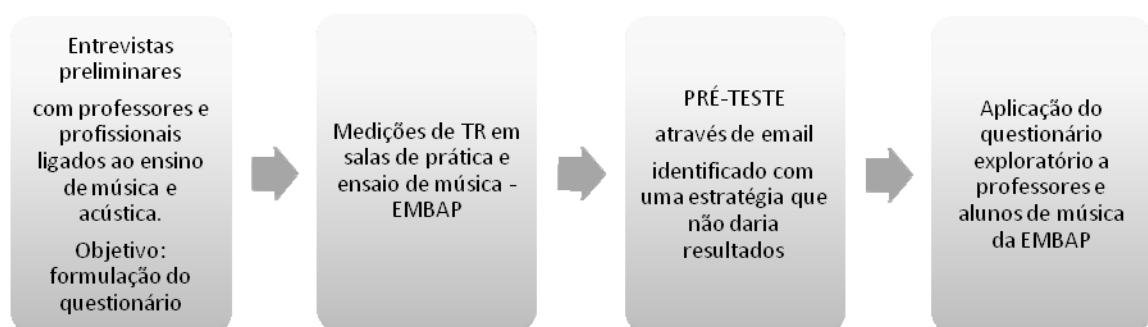 Entrevistas
preliminares
com professores e
profissionais
ligados ao ensino
de música e
acústica.
Objetivo:
formulação do
questionário
Medições de TR em
salas de prática e
ensaio de música -
EMBAP
PRÉ-TESTE
através de email
identificado com
uma estratégia que
não daria
resultados
Aplicação do
questionário
exploratório a
professores e
alunos de música
da EMBAP